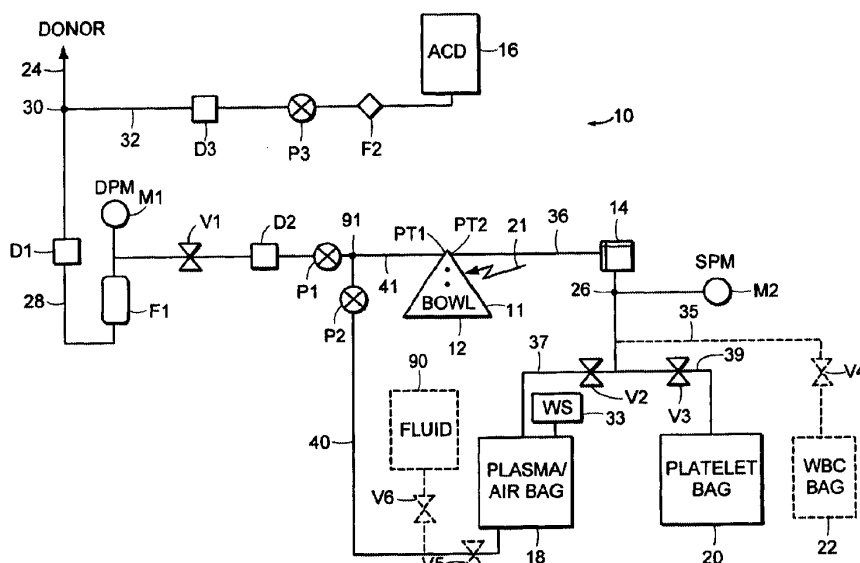 DONOR
24
ACD
16
30
32
D3
P3
F2
10
DPM
M1
V1
D2
91
PT1
PT2
21
36
14
D1
P1
41
SPM
28
F1
P2
BOWL
11
26
M2
12
35
37
39
V4
90
V2
V3
WS
33
FLUID
40
PLASMA/
AIR BAG
PLATELET
BAG
WBC
BAG
V6
V5
18
20
22